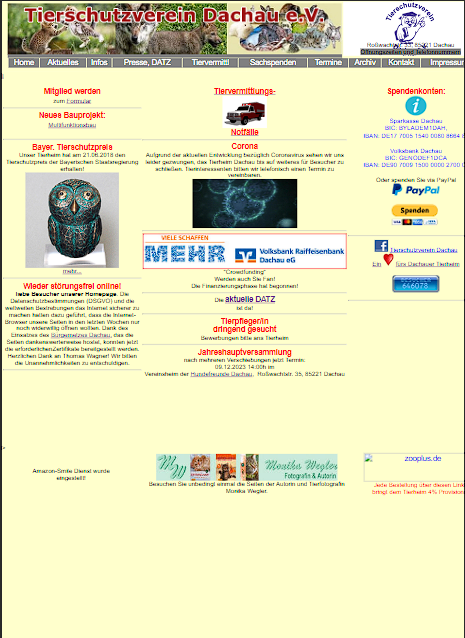 Tierschutzverein Dachau e.V.
Tierschutzverein
Roßwachtstr. 33, 85221 Dachau
Öffnungszeiten und Telefonnummern
Home
Aktuelles
Infos
Presse, DATZ
Tiervermittl
Sachspenden
Termine
Archiv
Kontakt
Impressum
Mitglied werden
zum Formular
Neues Bauprojekt:
Multifunktionsbau
Bayer. Tierschutzpreis
Unser Tierheim hat am 21.06.2018 den
Tierschutzpreis der Bayerischen Staatsregierung
erhalten!
mehr...
Wieder störungsfrei online!
liebe Besucher unserer Homepage. Die
Datenschutzbestimmungen (DSGVO) und die
weltweiten Bestrebungen das Internet sicherer zu
machen haben dazu geführt, dass die Internet-
Browser unsere Seiten in den letzten Wochen nur
noch widerwillig öffnen wollten. Dank des
Einsatzes des Bürgernetzes Dachau, das die
Seiten dankenswerterweise hostet, konnten jetzt
die erforderlichen Zertifikate bereitgestellt werden.
Herzlichen Dank an Thomas Wagner! Wir bitten
die Unannehmlichkeiten zu entschuldigen.
Tiervermittlungs-
Notfälle
Corona
Aufgrund der aktuellen Entwicklung bezüglich Coronavirus sehen wir uns
leider gezwungen, das Tierheim Dachau bis auf weiteres für Besucher zu
schließen. Tierinteressenten bitten wir telefonisch einen Termin zu
vereinbaren.
VIELE SCHAFFEN
MEHR
Volksbank Raiffeisenbank
Dachau eG
"Crowdfunding"
Werden auch Sie Fan!
Die Finanzierungsphase hat begonnen!
Die aktuelle DATZ
ist da!
Tierpfleger/in
dringend gesucht
Bewerbungen bitte ans Tierheim
Jahreshauptversammlung
nach mehreren Verschiebungen jetzt Termin:
09.12.2023 14:00h im
Vereinsheim der Hundefreunde Dachau, Roßwachtstr. 35, 85221 Dachau
Spendenkonten:
Sparkasse Dachau
BIC: BYLADEM1DAH,
IBAN: DE17 7005 1540 0080 8664
Volksbank Dachau
BIC: GENODEF1DCA
IBAN: DE90 7009 1500 0000 2700
Oder spenden Sie via PayPal
PayPal
Spenden
Tierschutzverein Dachau
Ein fürs Dachauer Tierheim
646078
Amazon-Smile Dienst wurde
eingestellt!
MW
Monika Wegler
Fotografin & Autorin
Besuchen Sie unbedingt einmal die Seiten der Autorin und Tierfotografin
Monika Wegler.
zooplus.de
Jede Bestellung über diesen Link
bringt dem Tierheim 4% Provision